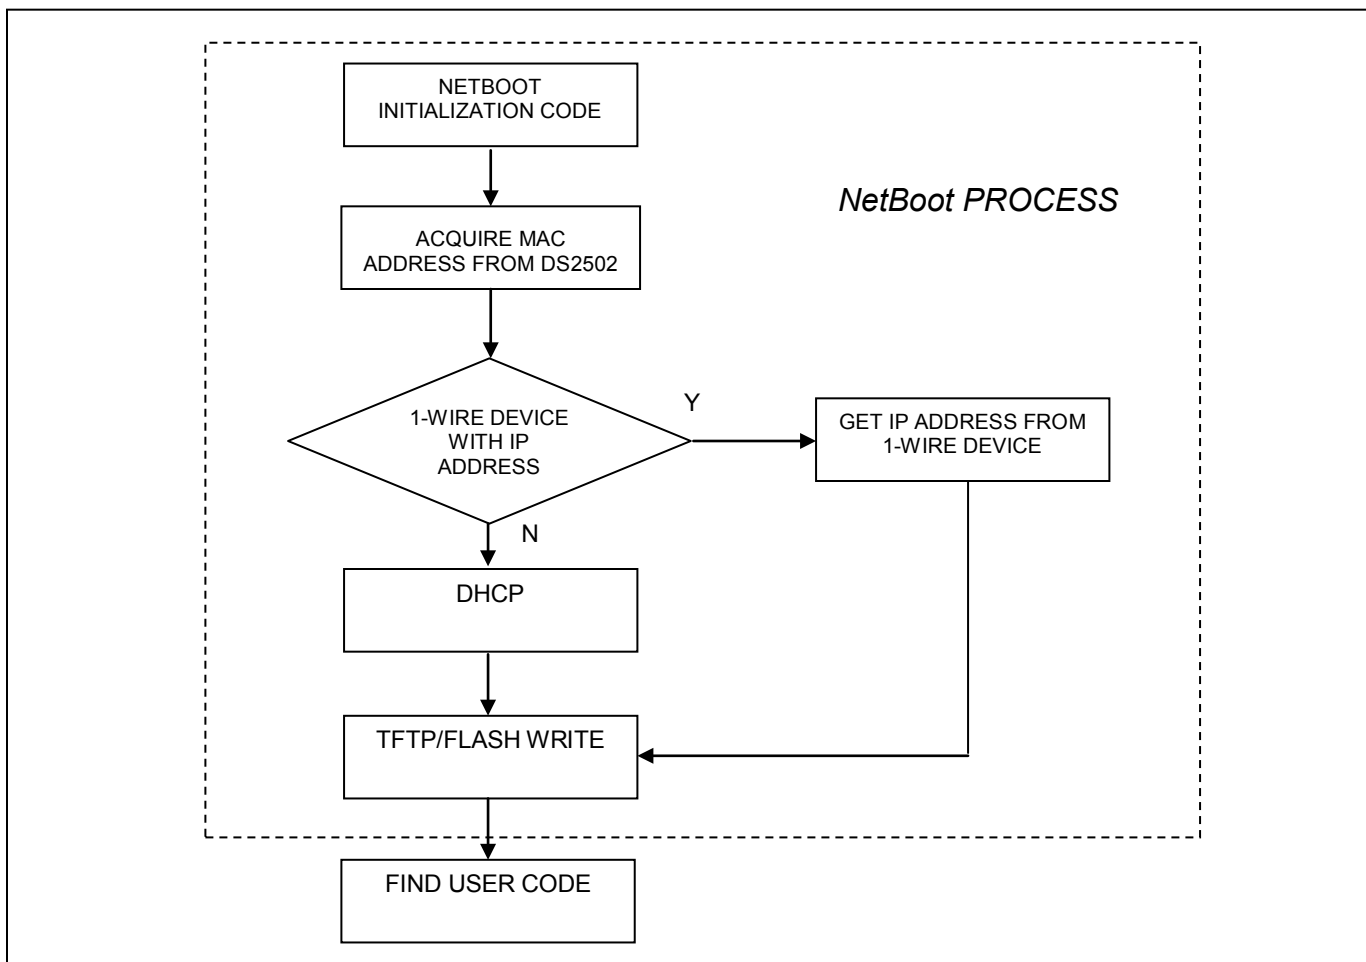 NETBOOT
INITIALIZATION CODE
NetBoot PROCESS
ACQUIRE MAC
ADDRESS FROM DS2502
1-WIRE DEVICE
WITH IP
ADDRESS
Y
GET IP ADDRESS FROM
1-WIRE DEVICE
N
DHCP
TFTP/FLASH WRITE
FIND USER CODE